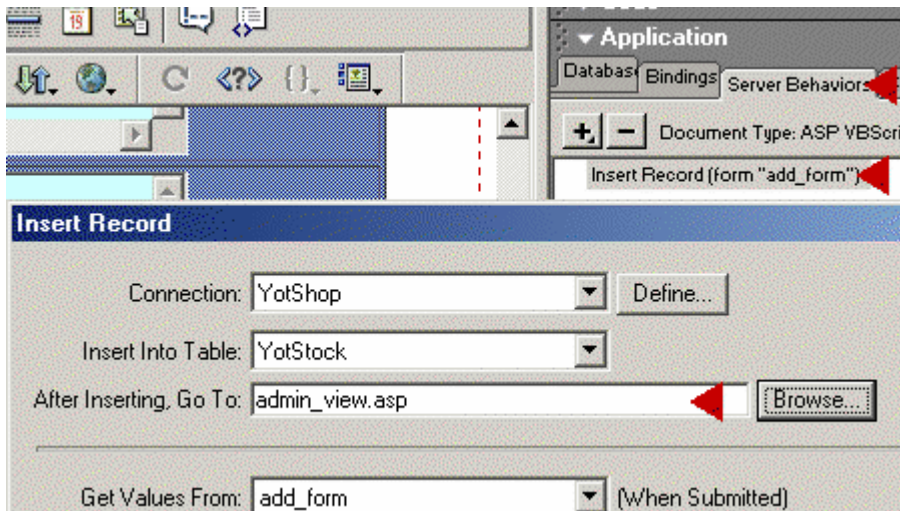 19
Application
Databas Bindings Server Behaviors
Document Type: ASP VBScri
Insert Record (form "add_form")
Insert Record
Connection: YotShop Define...
Insert Into Table: YotStock
After Inserting, Go To: admin_view.asp Browse...
Get Values From: add_form (When Submitted)